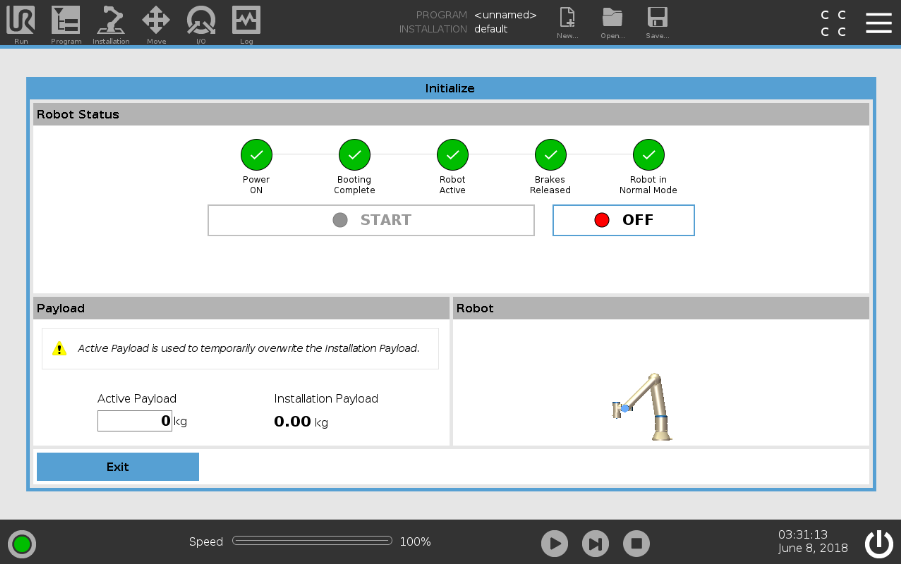 PROGRAM <unnamed>
INSTALLATION default
Run Program Installation Move I/O Log New... Open... Save...
C C
C C
Initialize
Robot Status
Power
ON
Booting
Complete
Robot
Active
Brakes
Released
Robot in
Normal Mode
START
OFF
Payload
Robot
Active Payload is used to temporarily overwrite the Installation Payload.
Active Payload
Installation Payload
0 kg
0.00 kg
Exit
Speed 100%
03:31:13
June 8, 2018